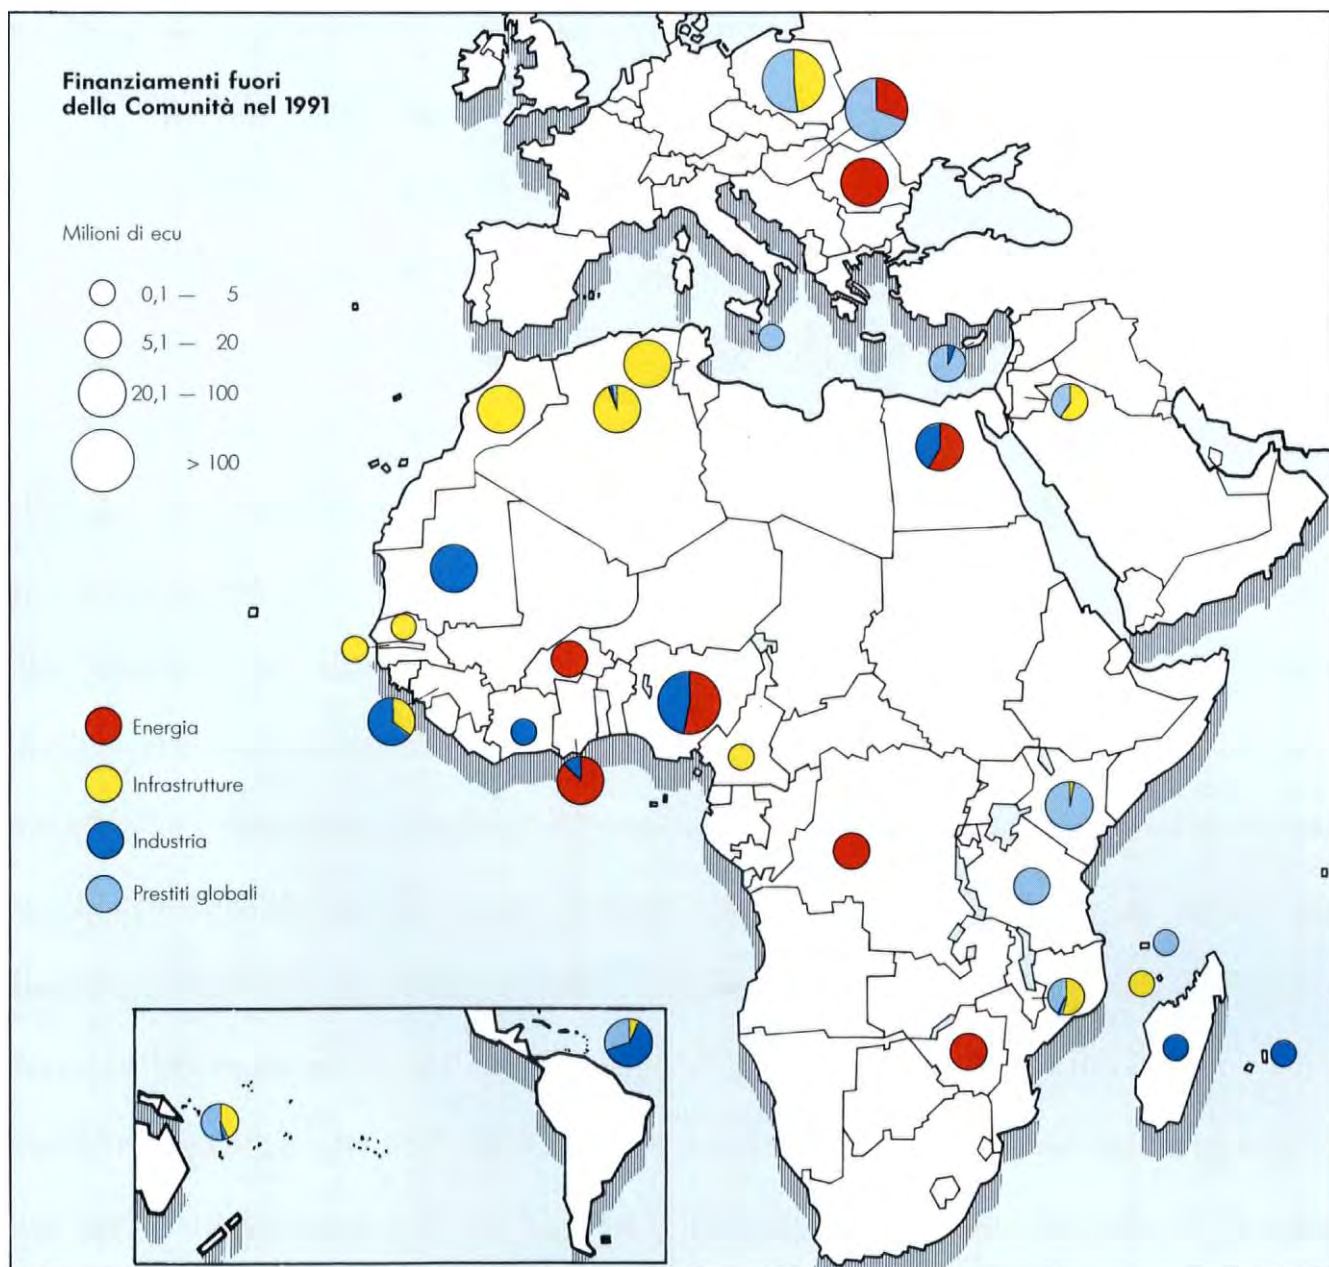 Finanziamenti fuori
della Comunità nel 1991
Milioni di ecu
0,1 — 5
5,1 — 20
20,1 — 100
> 100
Energia
Infrastrutture
Industria
Prestiti globali